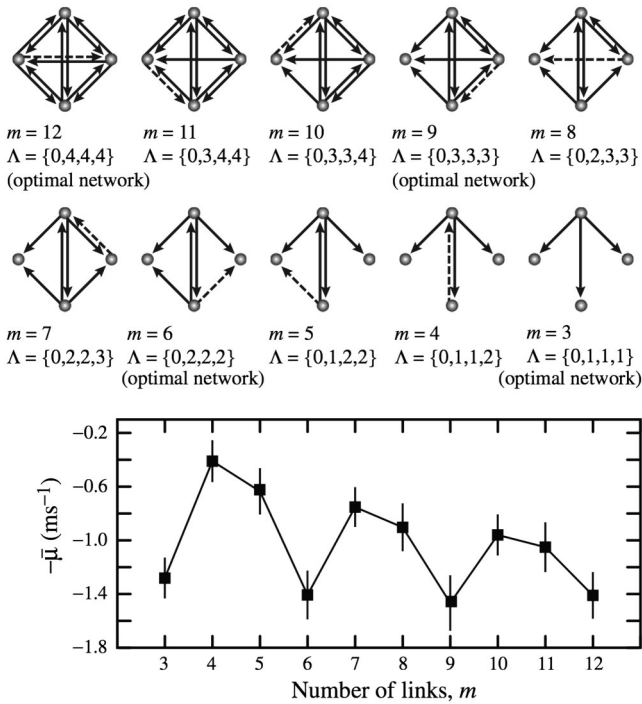 m = 12
Λ = {0,4,4,4}
(optimal network)
m = 11
Λ = {0,3,4,4}
m = 10
Λ = {0,3,3,4}
m = 9
Λ = {0,3,3,3}
(optimal network)
m = 8
Λ = {0,2,3,3}
m = 7
Λ = {0,2,2,3}
m = 6
Λ = {0,2,2,2}
(optimal network)
m = 5
Λ = {0,1,2,2}
m = 4
Λ = {0,1,1,2}
m = 3
Λ = {0,1,1,1}
(optimal network)
−μ̄ (ms⁻¹)
−0.2
−0.6
−1.0
−1.4
−1.8
3 4 5 6 7 8 9 10 11 12
Number of links, m